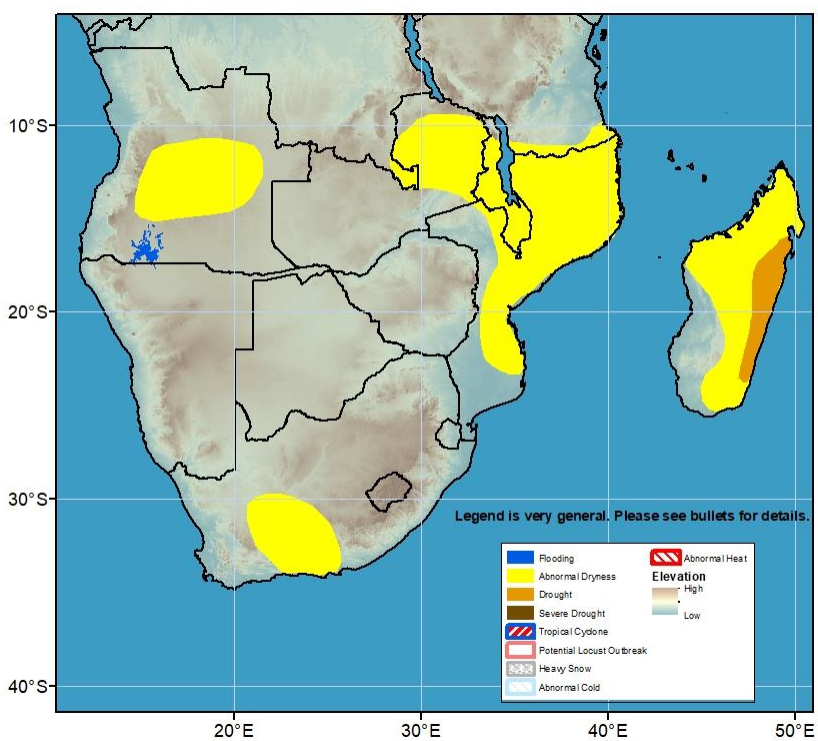 10°S
20°S
30°S
40°S
Legend is very general. Please see bullets for details.
Flooding
Abnormal Dryness
Drought
Severe Drought
Tropical Cyclone
Potential Locust Outbreak
Heavy Snow
Abnormal Cold
Abnormal Heat
Elevation
High
Low
20°E
30°E
40°E
50°E